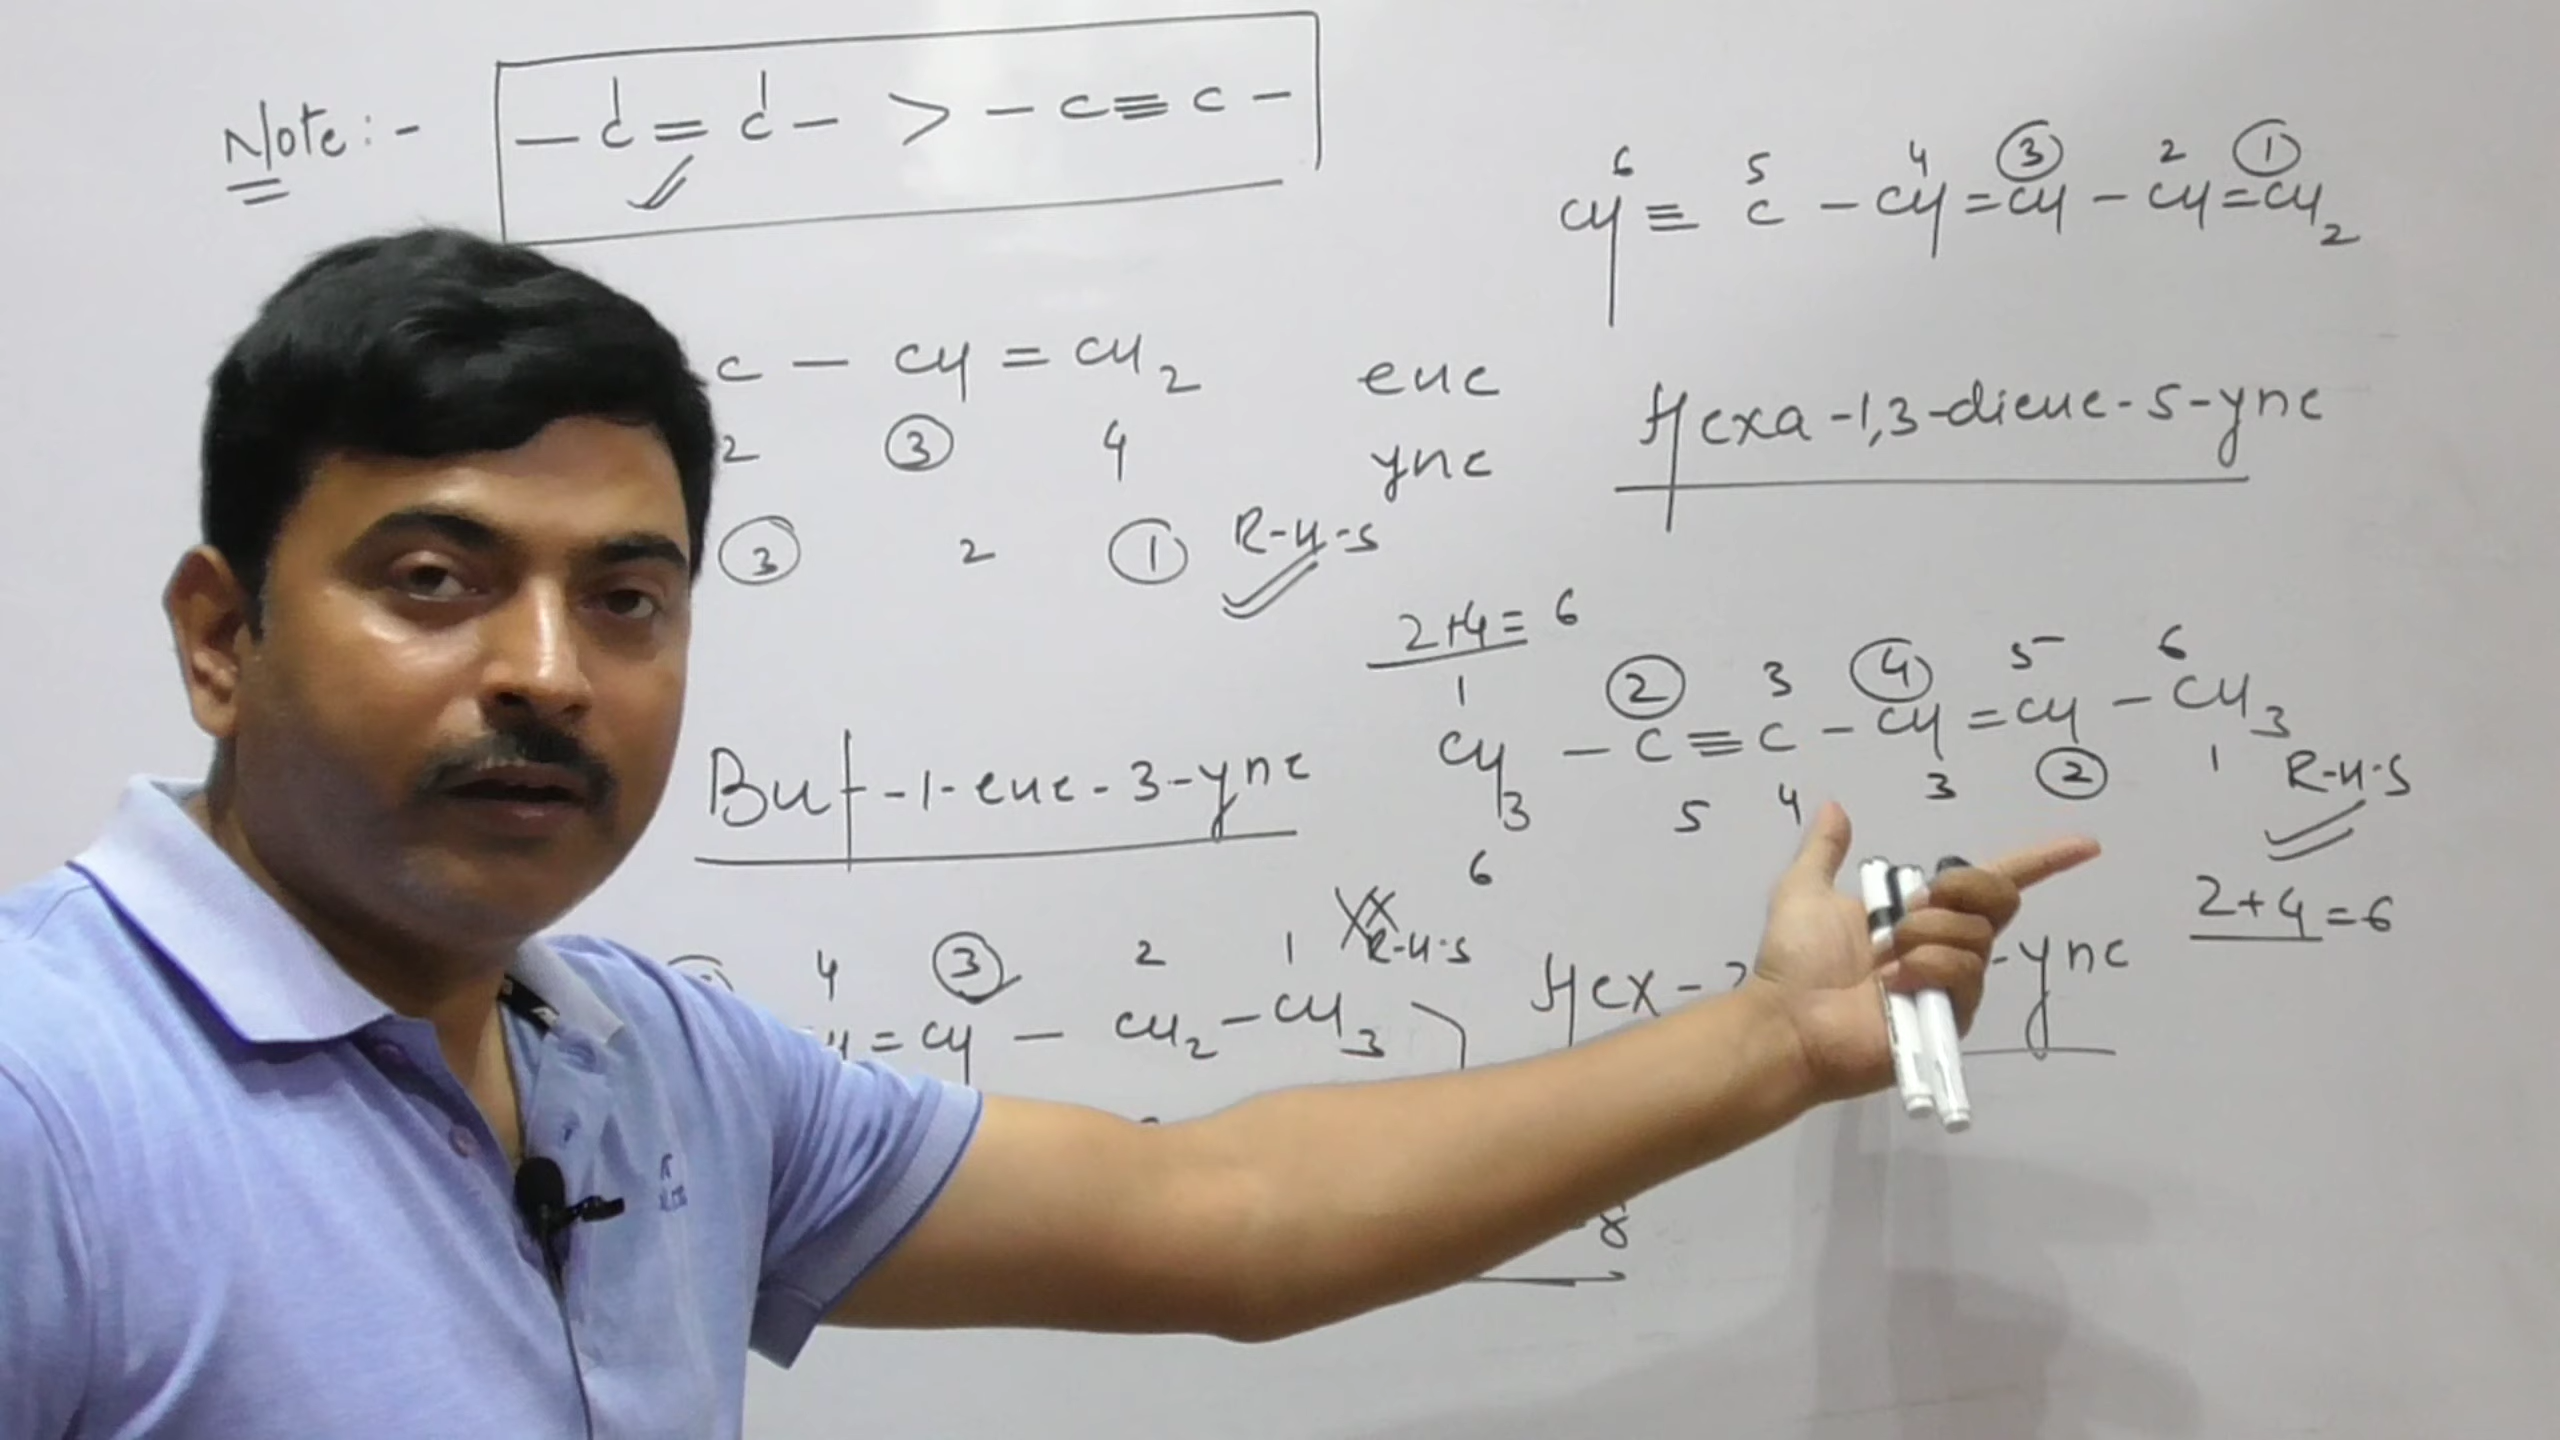 Note :- -C=C- > -C≡C-
6 5 4 3 2 1
CH ≡ C - CH = CH - CH = CH2
C - CH = CH2
2 3 4
3 2 1 R-H-S
ene
yne
Hexa-1,3-diene-5-yne
But-1-ene-3-yne
2+4=6
1 2 3 4 5 6
CH3 - C ≡ C - CH = CH - CH3
6 5 4 3 2 1 R-H-S
2+4=6
Hex- -yne
4 3 2 1 R-H-S
= CH - CH2 - CH3
8